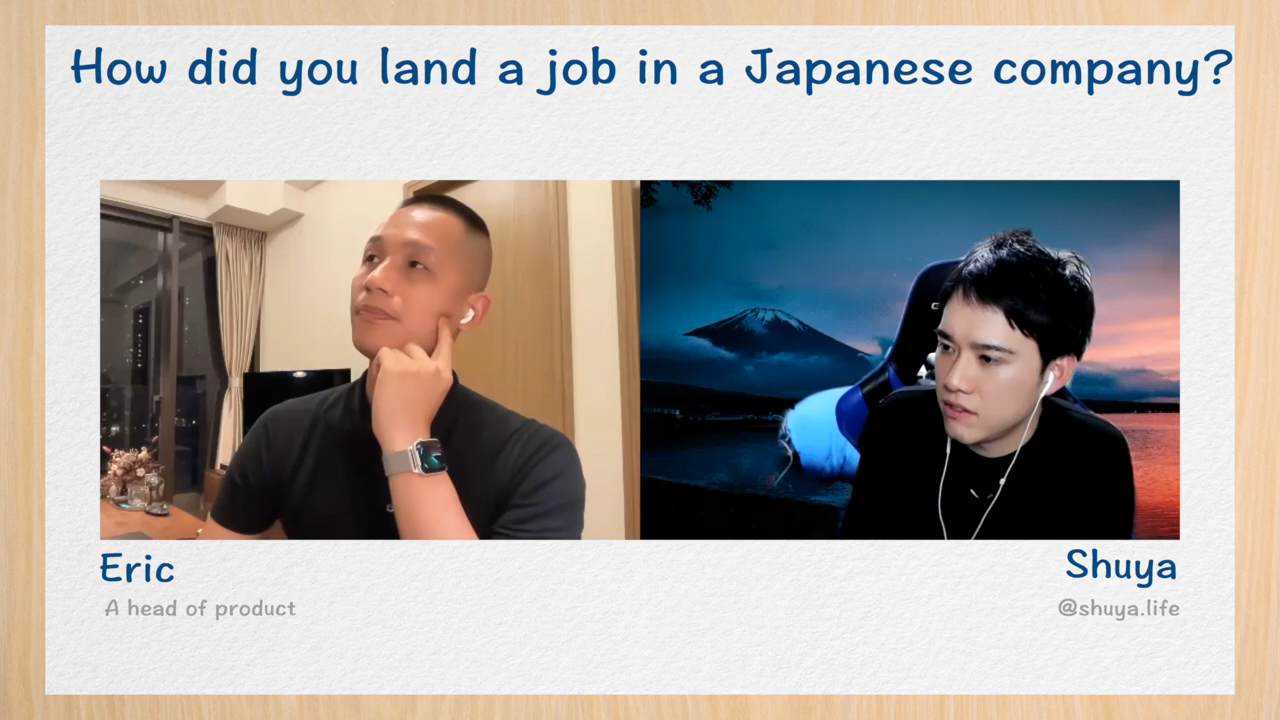 How did you land a job in a Japanese company?
Eric
Shuya
A head of product
@shuya.life